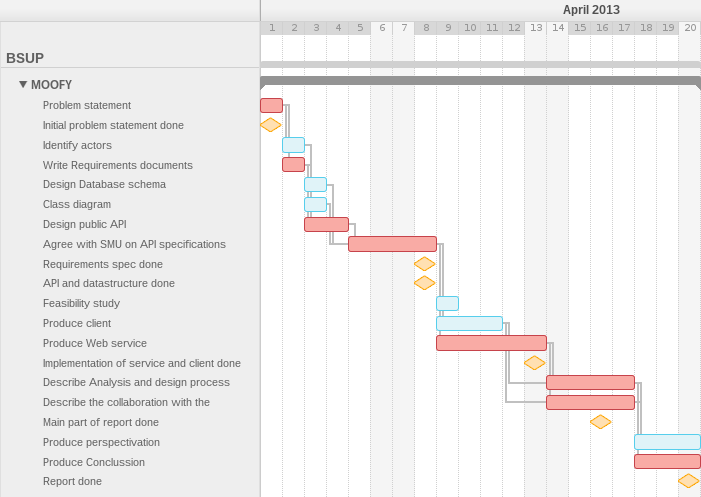 April 2013
1 2 3 4 5 6 7 8 9 10 11 12 13 14 15 16 17 18 19 20
BSUP
MOOFY
Problem statement
Initial problem statement done
Identify actors
Write Requirements documents
Design Database schema
Class diagram
Design public API
Agree with SMU on API specifications
Requirements spec done
API and datastructure done
Feasibility study
Produce client
Produce Web service
Implementation of service and client done
Describe Analysis and design process
Describe the collaboration with the
Main part of report done
Produce perspectivation
Produce Conclussion
Report done